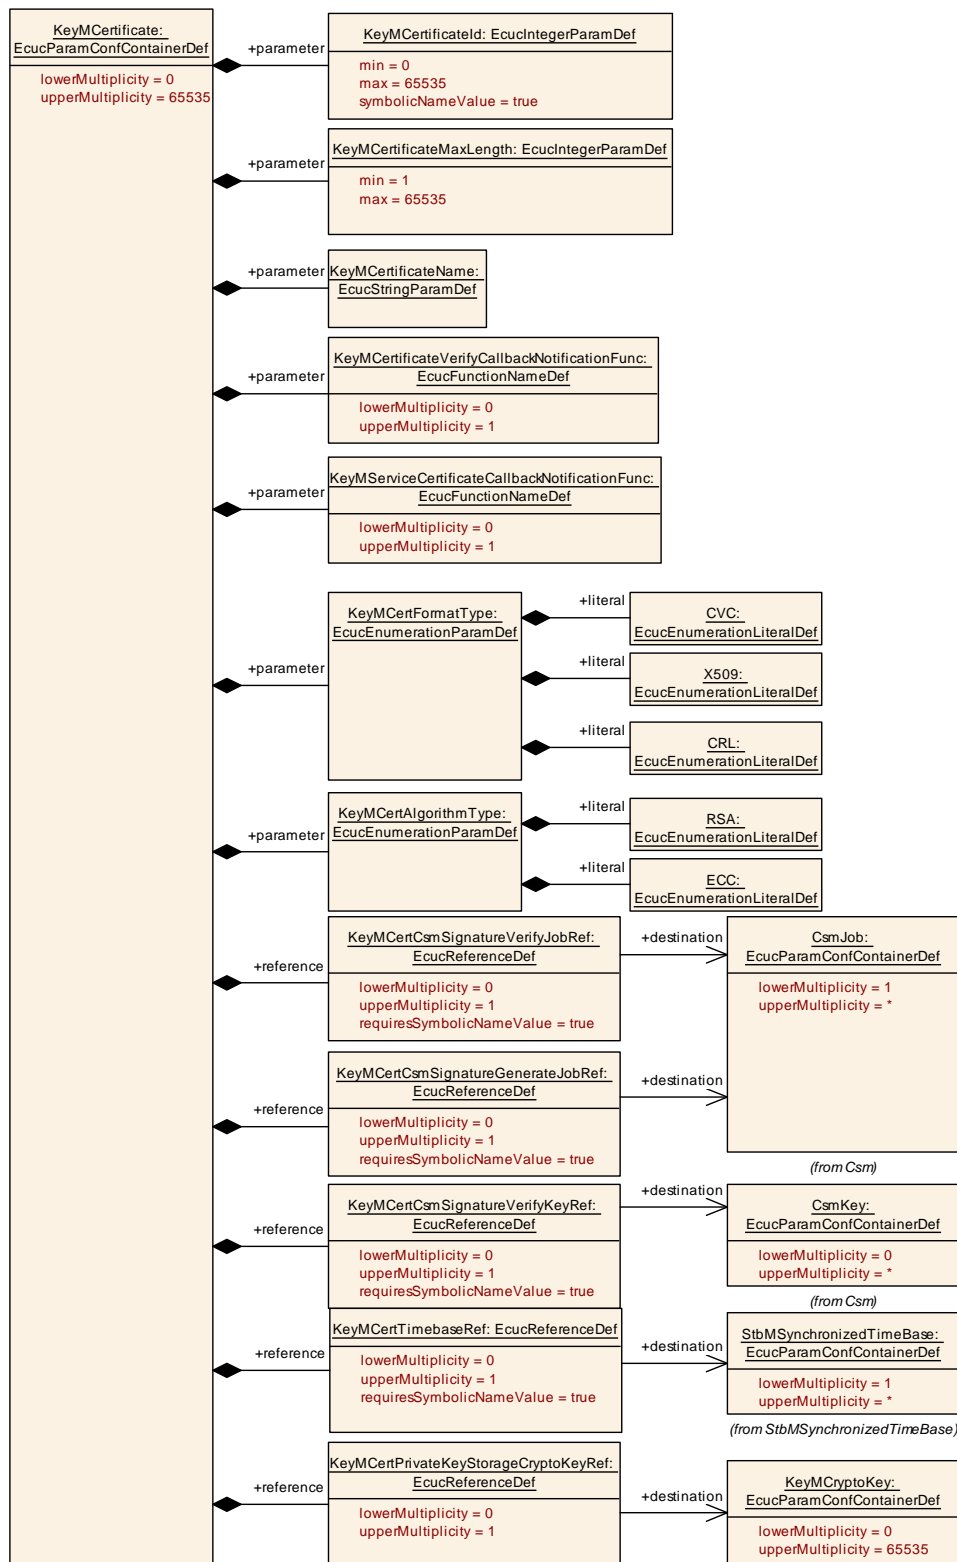 KeyMCertificate:
EcucParamConfContainerDef
lowerMultiplicity = 0
upperMultiplicity = 65535
+parameter
KeyMCertificateId: EcucIntegerParamDef
min = 0
max = 65535
symbolicNameValue = true
+parameter
KeyMCertificateMaxLength: EcucIntegerParamDef
min = 1
max = 65535
+parameter
KeyMCertificateName:
EcucStringParamDef
+parameter
KeyMCertificateVerifyCallbackNotificationFunc:
EcucFunctionNameDef
lowerMultiplicity = 0
upperMultiplicity = 1
+parameter
KeyMServiceCertificateCallbackNotificationFunc:
EcucFunctionNameDef
lowerMultiplicity = 0
upperMultiplicity = 1
+parameter
KeyMCertFormatType:
EcucEnumerationParamDef
+literal
CVC:
EcucEnumerationLiteralDef
+literal
X509:
EcucEnumerationLiteralDef
+literal
CRL:
EcucEnumerationLiteralDef
+parameter
KeyMCertAlgorithmType:
EcucEnumerationParamDef
+literal
RSA:
EcucEnumerationLiteralDef
+literal
ECC:
EcucEnumerationLiteralDef
+reference
KeyMCertCsmSignatureVerifyJobRef:
EcucReferenceDef
lowerMultiplicity = 0
upperMultiplicity = 1
requiresSymbolicNameValue = true
+destination
CsmJob:
EcucParamConfContainerDef
lowerMultiplicity = 1
upperMultiplicity = *
(from Csm)
+reference
KeyMCertCsmSignatureGenerateJobRef:
EcucReferenceDef
lowerMultiplicity = 0
upperMultiplicity = 1
requiresSymbolicNameValue = true
+destination
+reference
KeyMCertCsmSignatureVerifyKeyRef:
EcucReferenceDef
lowerMultiplicity = 0
upperMultiplicity = 1
requiresSymbolicNameValue = true
+destination
CsmKey:
EcucParamConfContainerDef
lowerMultiplicity = 0
upperMultiplicity = *
(from Csm)
+reference
KeyMCertTimebaseRef: EcucReferenceDef
lowerMultiplicity = 0
upperMultiplicity = 1
requiresSymbolicNameValue = true
+destination
StbMSynchronizedTimeBase:
EcucParamConfContainerDef
lowerMultiplicity = 1
upperMultiplicity = *
(from StbMSynchronizedTimeBase)
+reference
KeyMCertPrivateKeyStorageCryptoKeyRef:
EcucReferenceDef
lowerMultiplicity = 0
upperMultiplicity = 1
+destination
KeyMCryptoKey:
EcucParamConfContainerDef
lowerMultiplicity = 0
upperMultiplicity = 65535